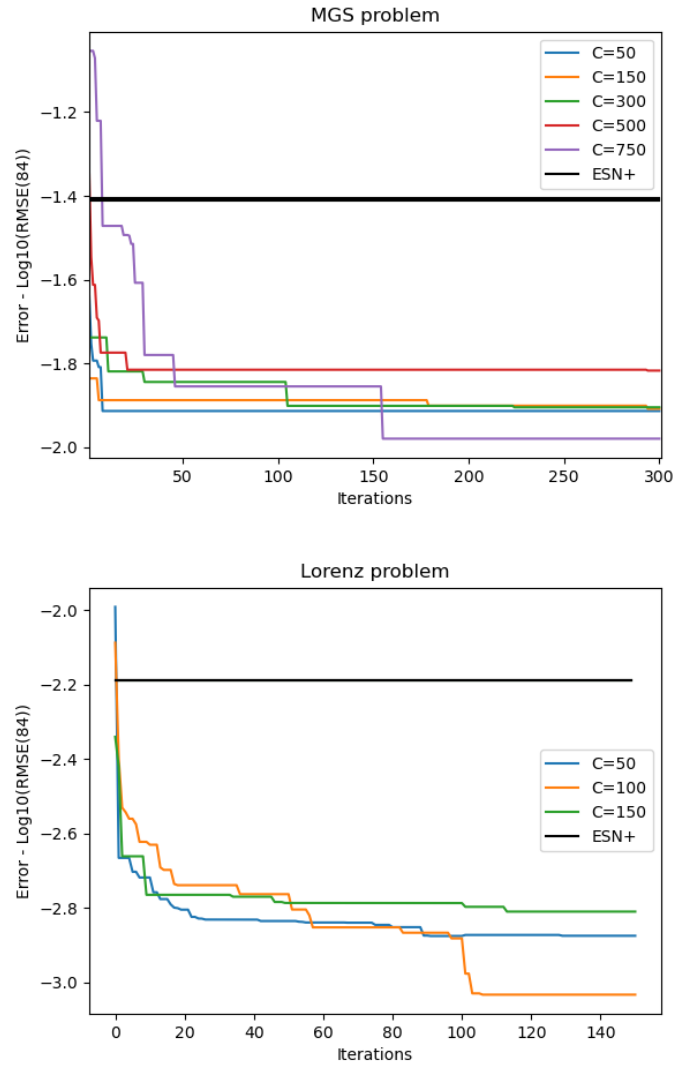 MGS problem
Error - Log10(RMSE(84))
−1.2
−1.4
−1.6
−1.8
−2.0
C=50
C=150
C=300
C=500
C=750
ESN+
50
100
150
200
250
300
Iterations
Lorenz problem
Error - Log10(RMSE(84))
−2.0
−2.2
−2.4
−2.6
−2.8
−3.0
C=50
C=100
C=150
ESN+
0
20
40
60
80
100
120
140
Iterations